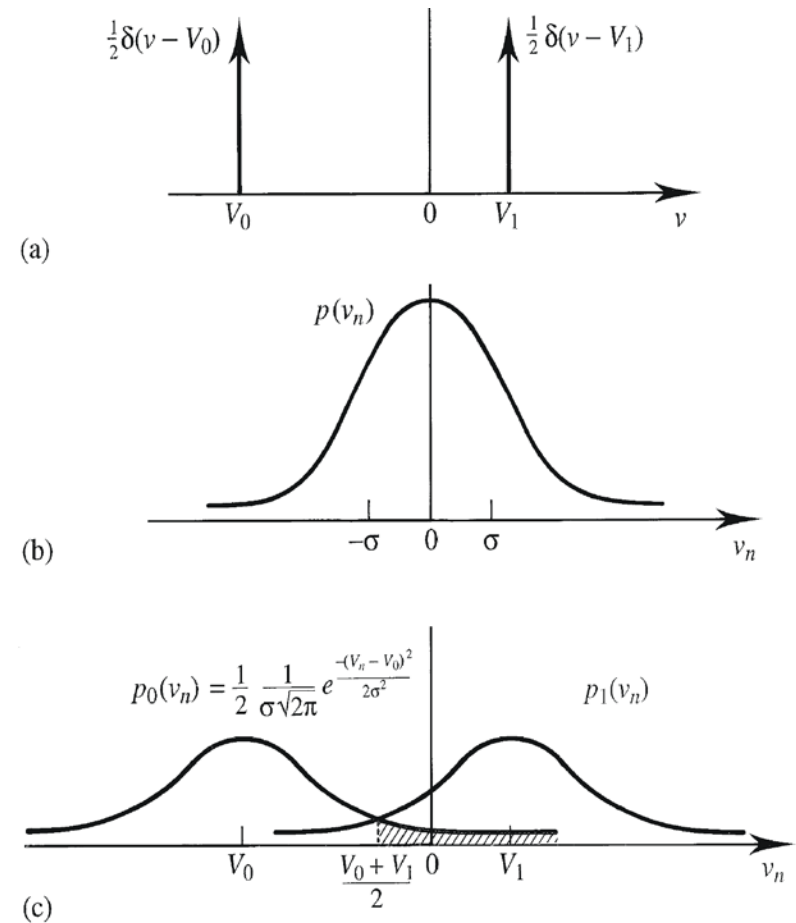 ½δ(v − V₀) ½ δ(v − V₁)
V₀ 0 V₁ v
(a)
p(vₙ)
−σ 0 σ vₙ
(b)
p₀(vₙ) = 1/2 1/(σ√2π) e^(−(Vₙ − V₀)²/2σ²) p₁(vₙ)
V₀ (V₀ + V₁)/2 0 V₁ vₙ
(c)